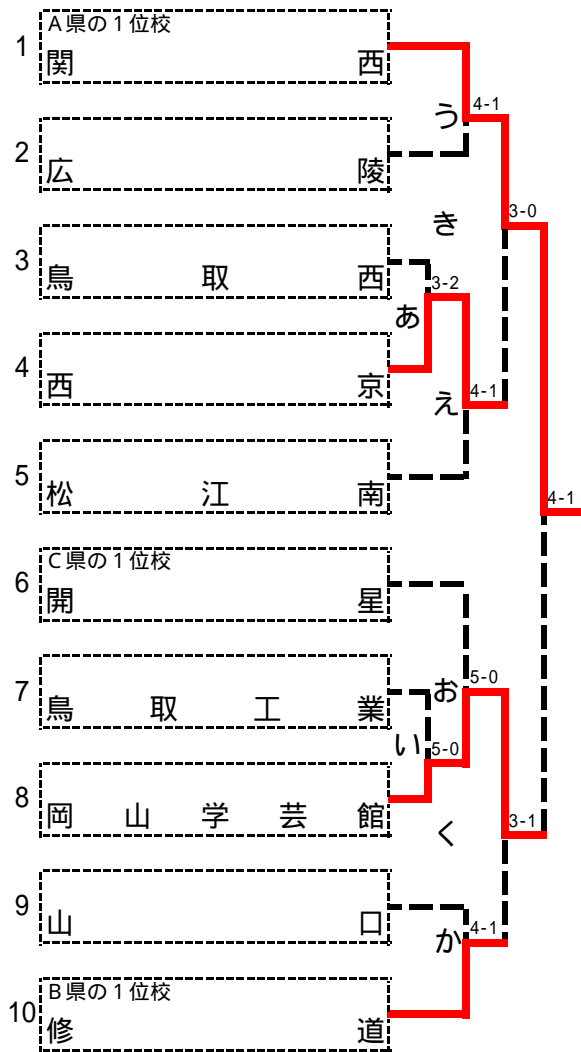 A県の1位校
1
関西
4-1
う
2
広陵
き
3-0
3
鳥取西
3-2
あ
4
西京
え
4-1
5
松江南
4-1
C県の1位校
6
開星
お
5-0
7
鳥取工業
い
5-0
8
岡山学芸館
く
3-1
9
山口
か
4-1
B県の1位校
10
修道